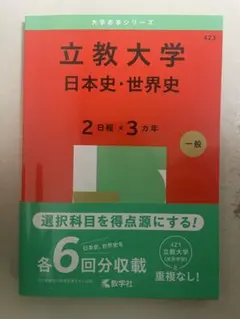 大学赤本シリーズ
423
立教大学
日本史・世界史
2日程×3カ年
一般
選択科目を得点源にする!
日本史、世界史を
各6回分収載
421
立教大学
と
重複なし!
教学社